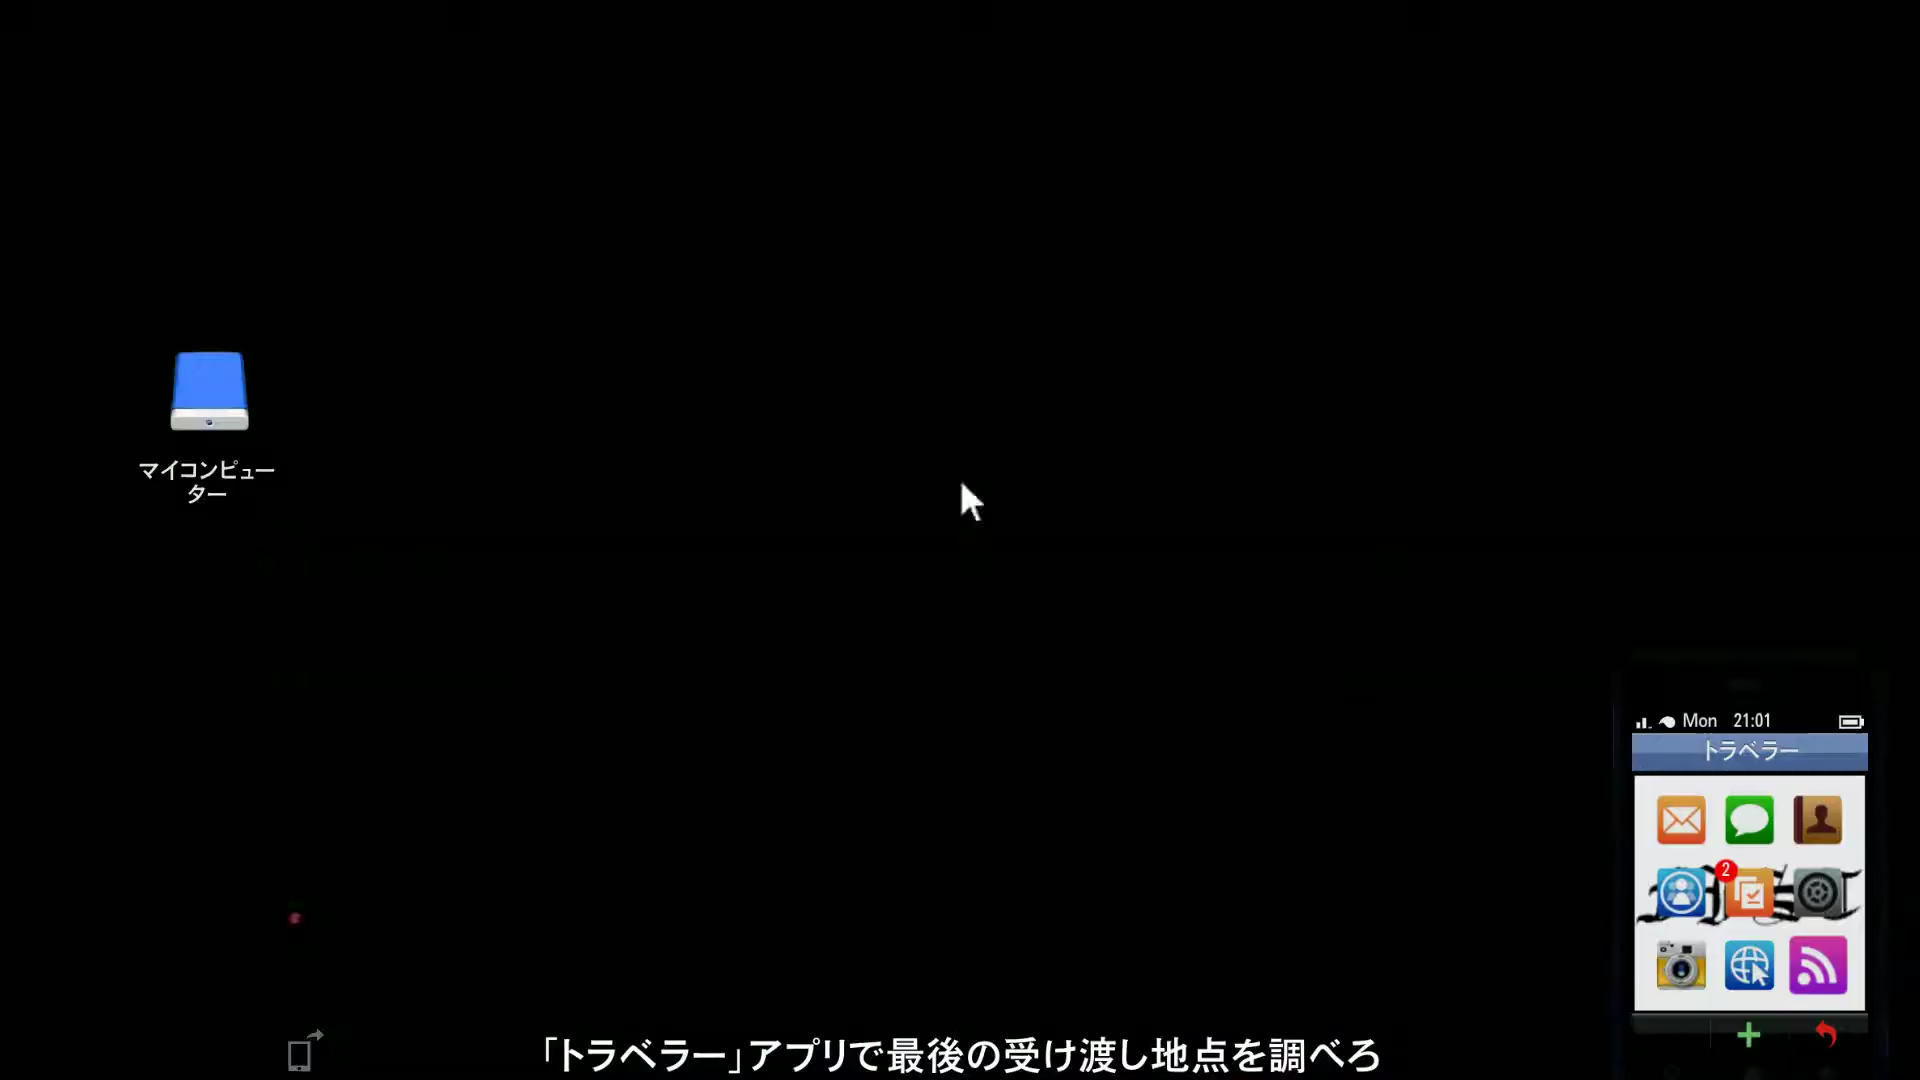 マイコンピュー
ター
Mon 21:01
トラベラー
2
「トラベラー」アプリで最後の受け渡し地点を調べろ